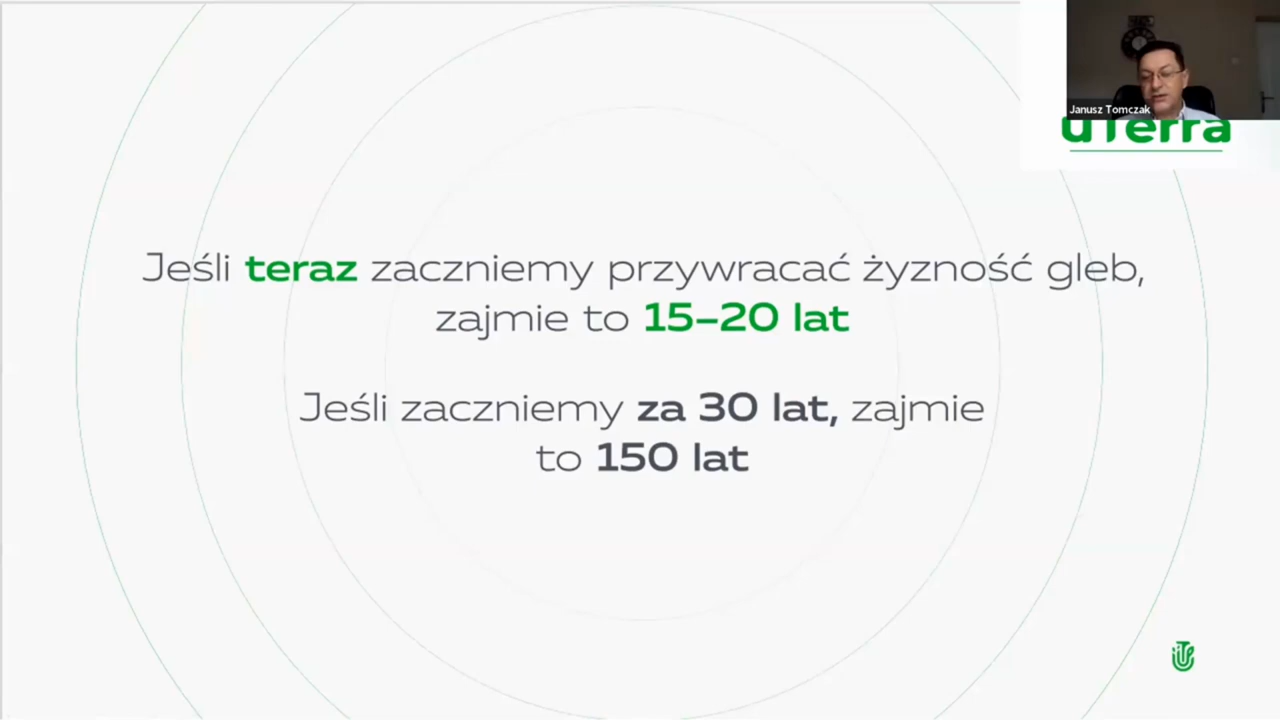 Janusz Tomczak
uTerra
Jeśli teraz zaczniemy przywracać żyzność gleb,
zajmie to 15–20 lat
Jeśli zaczniemy za 30 lat, zajmie
to 150 lat